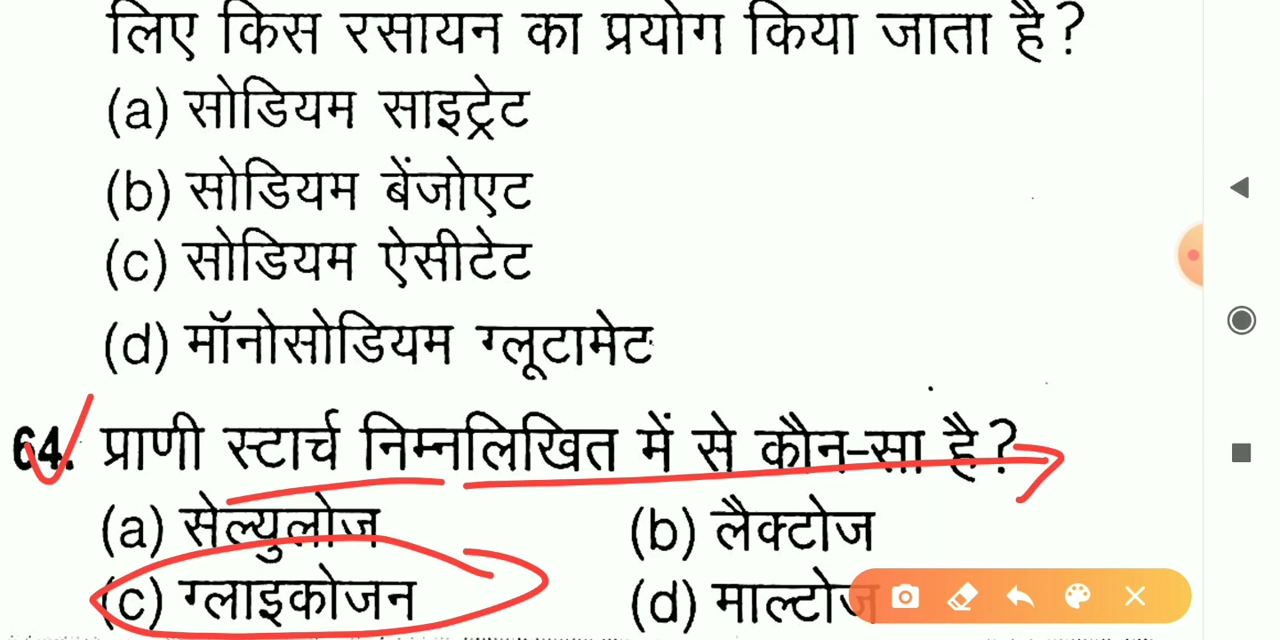 लिए किस रसायन का प्रयोग किया जाता है?
(a) सोडियम साइट्रेट
(b) सोडियम बेंजोएट
(c) सोडियम ऐसीटेट
(d) मॉनोसोडियम ग्लूटामेट
64. प्राणी स्टार्च निम्नलिखित में से कौन-सा है?
(a) सेल्युलोज (b) लैक्टोज
(c) ग्लाइकोजन (d) माल्टोज